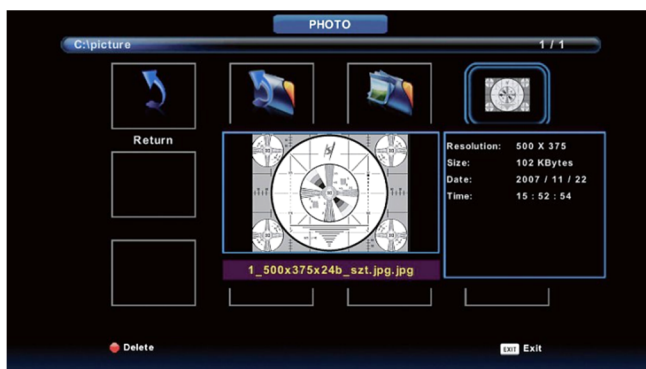 PHOTO
C:\picture
1 / 1
Return
Resolution: 500 X 375
Size: 102 KBytes
Date: 2007 / 11 / 22
Time: 15 : 52 : 54
1_500x375x24b_szt.jpg.jpg
Delete
EXIT Exit